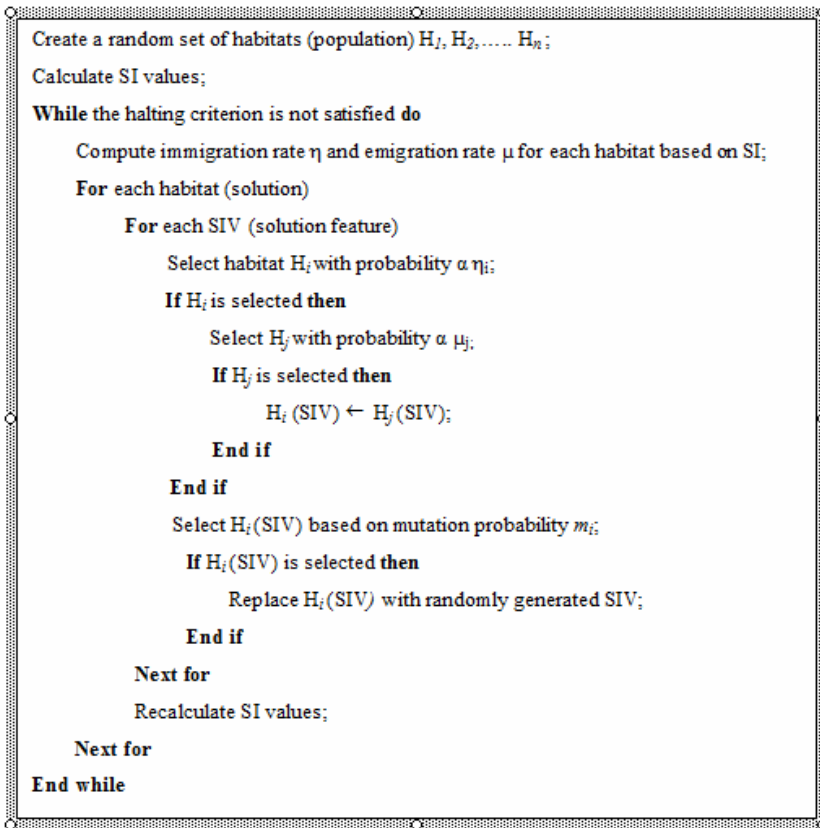 Create a random set of habitats (population) H1, H2,..... Hn;
Calculate SI values;
While the halting criterion is not satisfied do
Compute immigration rate η and emigration rate μ for each habitat based on SI;
For each habitat (solution)
For each SIV (solution feature)
Select habitat Hi with probability α ηi;
If Hi is selected then
Select Hj with probability α μj;
If Hj is selected then
Hi (SIV) ← Hj (SIV);
End if
End if
Select Hi (SIV) based on mutation probability mi;
If Hi (SIV) is selected then
Replace Hi (SIV) with randomly generated SIV;
End if
Next for
Recalculate SI values;
Next for
End while